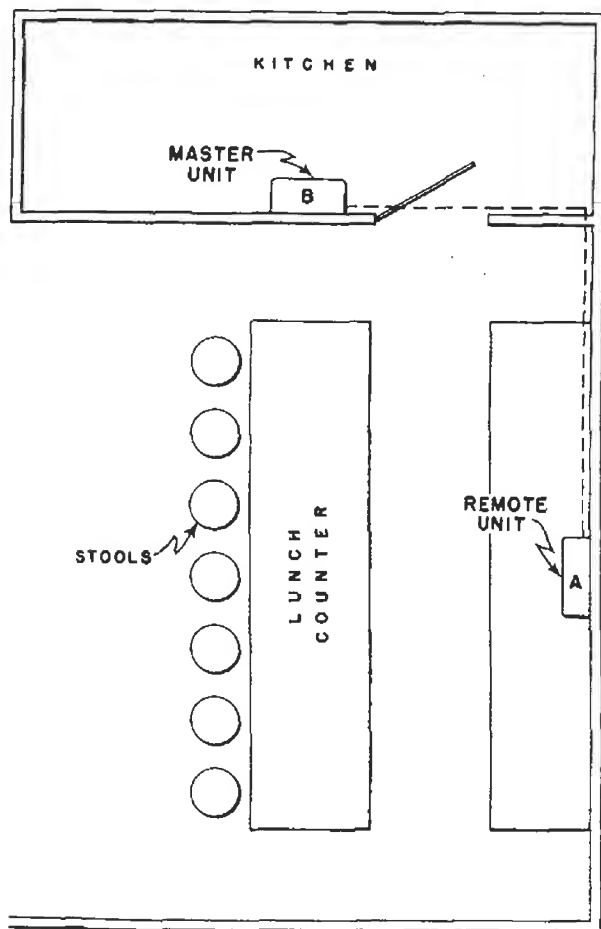 KITCHEN
MASTER
UNIT
B
REMOTE
UNIT
A
STOOLS
LUNCH
COUNTER